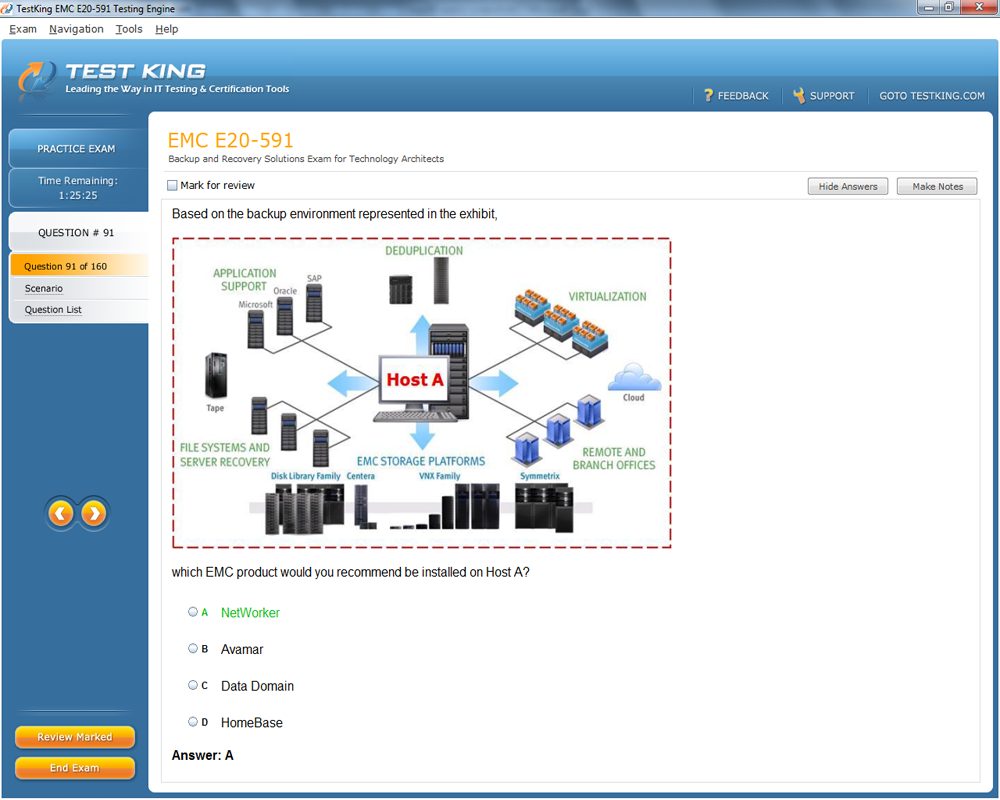 TestKing EMC E20-591 Testing Engine
Exam Navigation Tools Help
TEST KING
Leading the Way in IT Testing & Certification Tools
? FEEDBACK
SUPPORT
GOTO TESTKING.COM
PRACTICE EXAM
Time Remaining:
1:25:25
QUESTION # 91
Question 91 of 160
Scenario
Question List
Review Marked
End Exam
EMC E20-591
Backup and Recovery Solutions Exam for Technology Architects
Mark for review
Hide Answers
Make Notes
Based on the backup environment represented in the exhibit,
DEDUPLICATION
APPLICATION
SUPPORT
Microsoft
Oracle
SAP
VIRTUALIZATION
Host A
Tape
Cloud
FILE SYSTEMS AND
SERVER RECOVERY
EMC STORAGE PLATFORMS
REMOTE AND
BRANCH OFFICES
Disk Library Family
Centera
VNX Family
Symmetrix
which EMC product would you recommend be installed on Host A?
A NetWorker
B Avamar
C Data Domain
D HomeBase
Answer: A